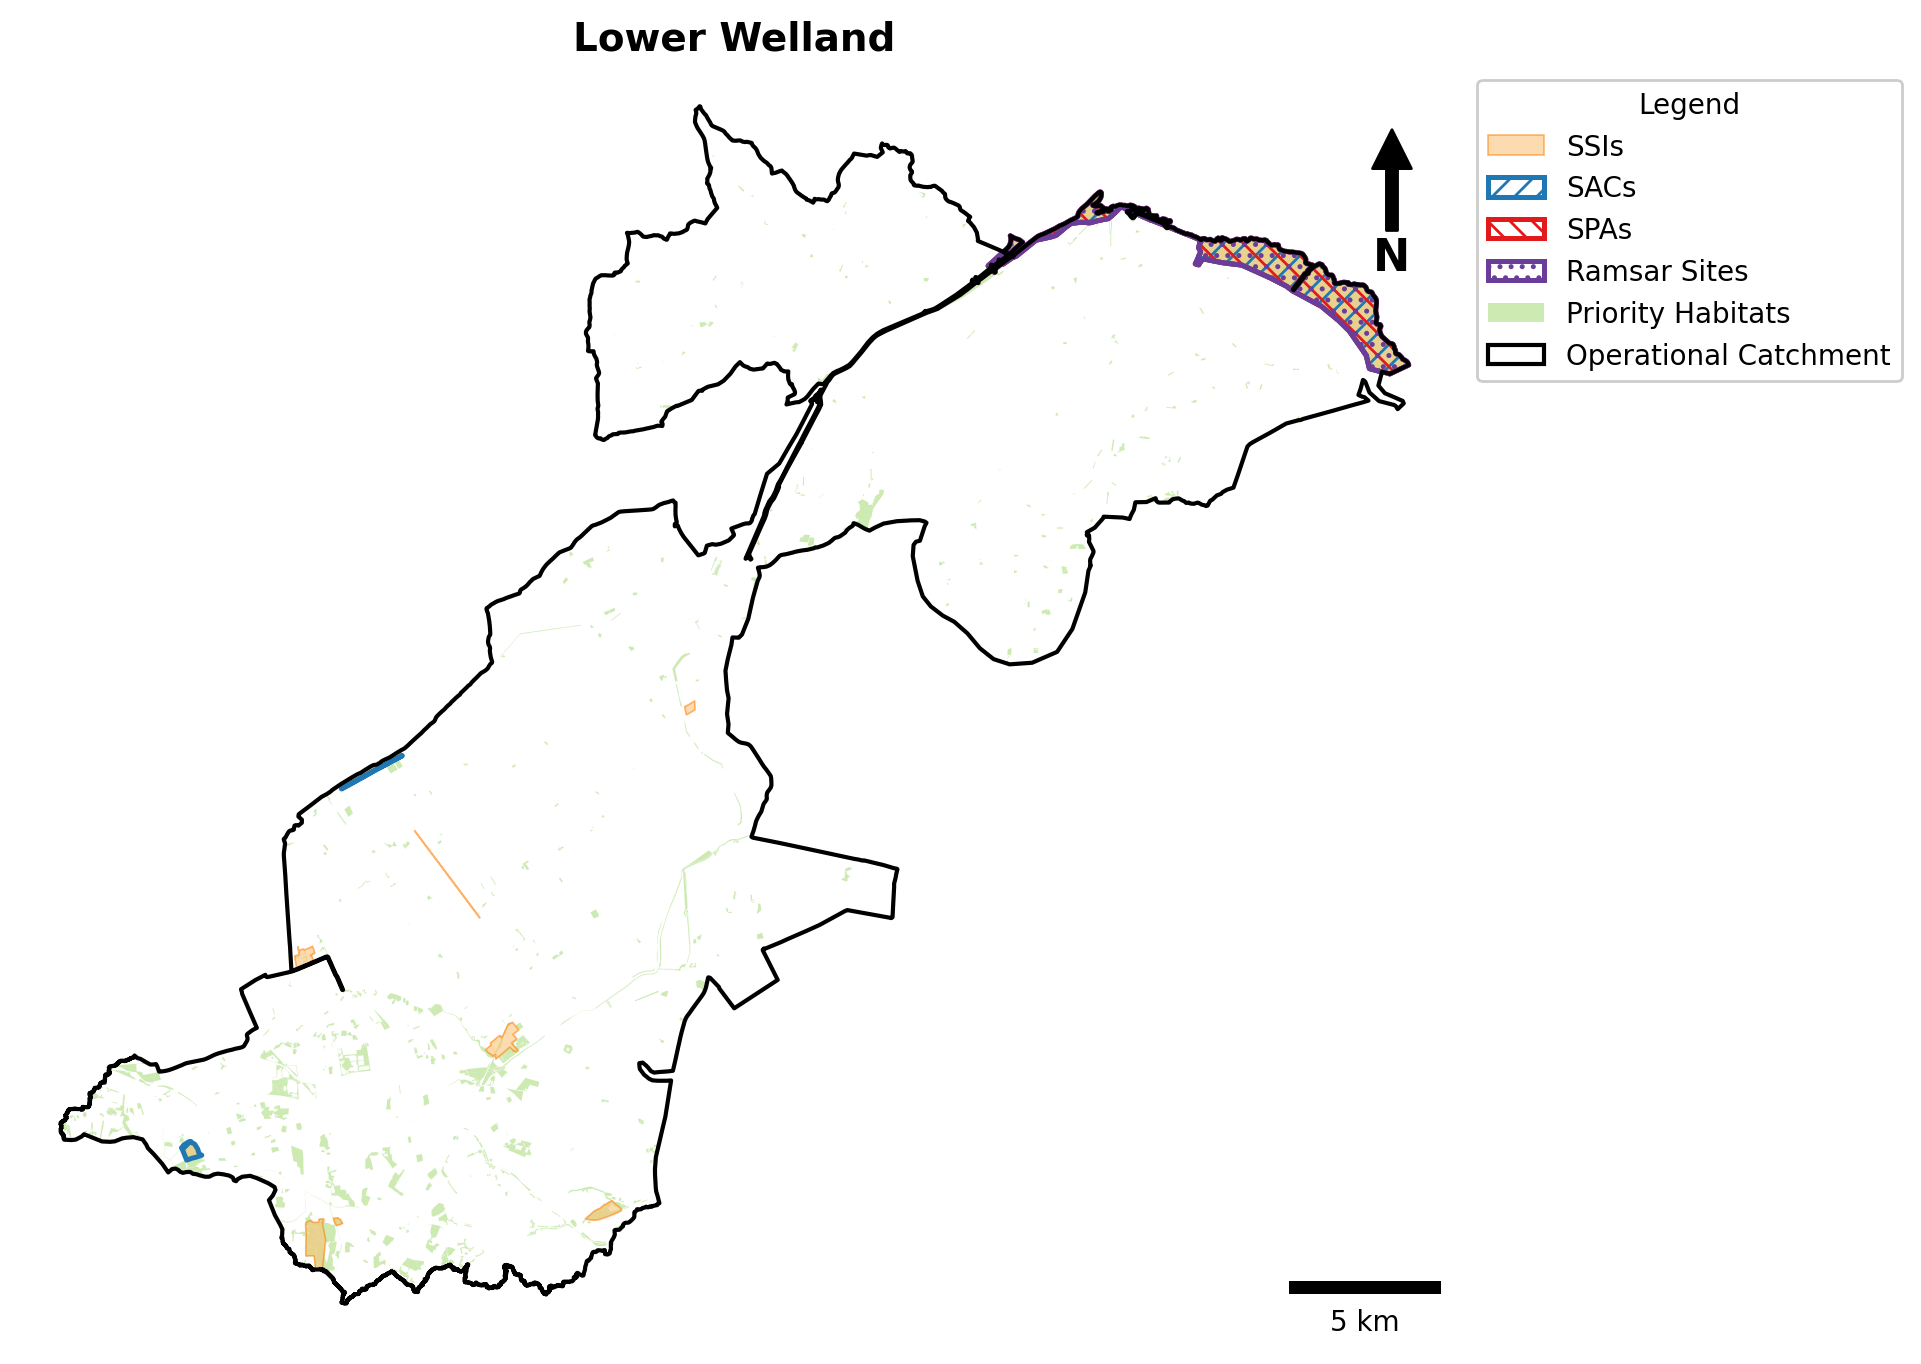 Lower Welland
Legend
SSIs
SACs
SPAs
Ramsar Sites
Priority Habitats
Operational Catchment
N
5 km